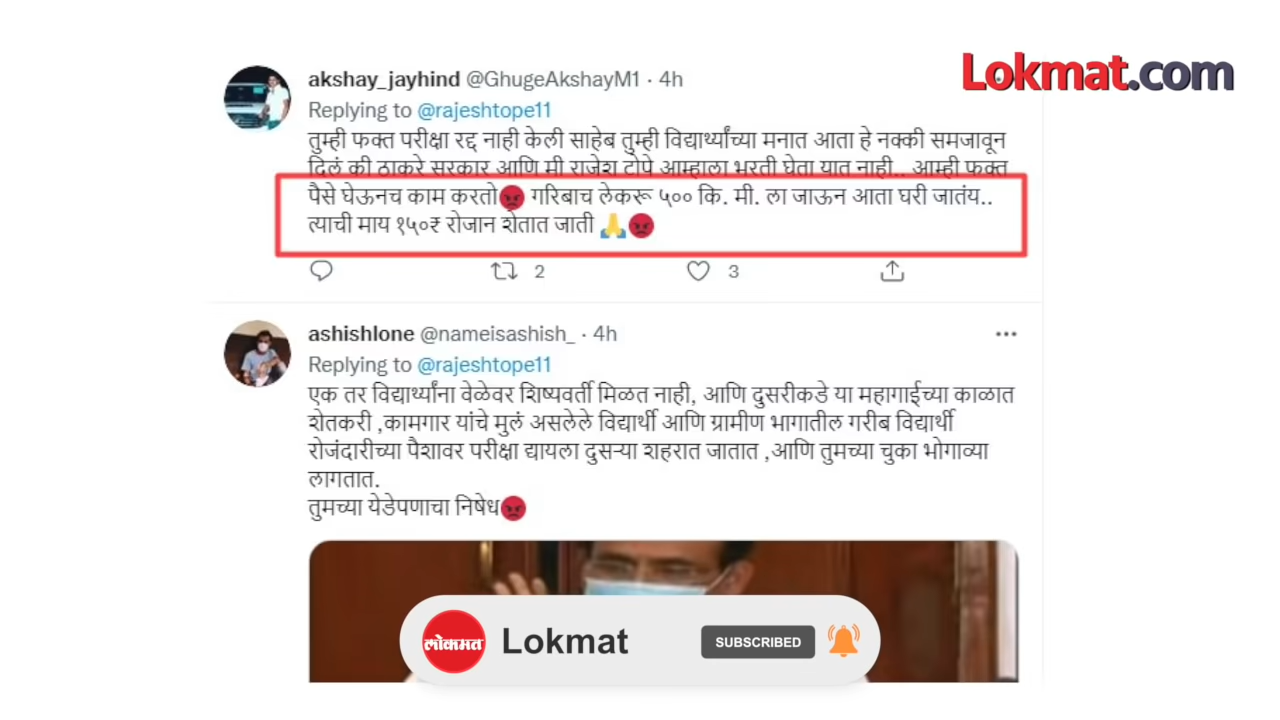 Lokmat.com
akshay_jayhind @GhugeAkshayM1 · 4h
Replying to @rajeshtope11
तुम्ही फक्त परीक्षा रद्द नाही केली साहेब तुम्ही विद्यार्थ्यांच्या मनात आता हे नक्की समजावून
दिलं की ठाकरे सरकार आणि मी राजेश टोपे आम्हाला भरती घेता यात नाही.. आम्ही फक्त
पैसे घेऊनच काम करतो😡 गरिबाच लेकरू ५०० कि. मी. ला जाऊन आता घरी जातंय..
त्याची माय १५०₹ रोजान शेतात जाती 🙏😡
2 3
ashishlone @nameisashish_ · 4h
Replying to @rajeshtope11
एक तर विद्यार्थ्यांना वेळेवर शिष्यवर्ती मिळत नाही, आणि दुसरीकडे या महागाईच्या काळात
शेतकरी ,कामगार यांचे मुलं असलेले विद्यार्थी आणि ग्रामीण भागातील गरीब विद्यार्थी
रोजंदारीच्या पैशावर परीक्षा द्यायला दुसऱ्या शहरात जातात ,आणि तुमच्या चुका भोगाव्या
लागतात.
तुमच्या येडेपणाचा निषेध😡
लोकमत Lokmat SUBSCRIBED